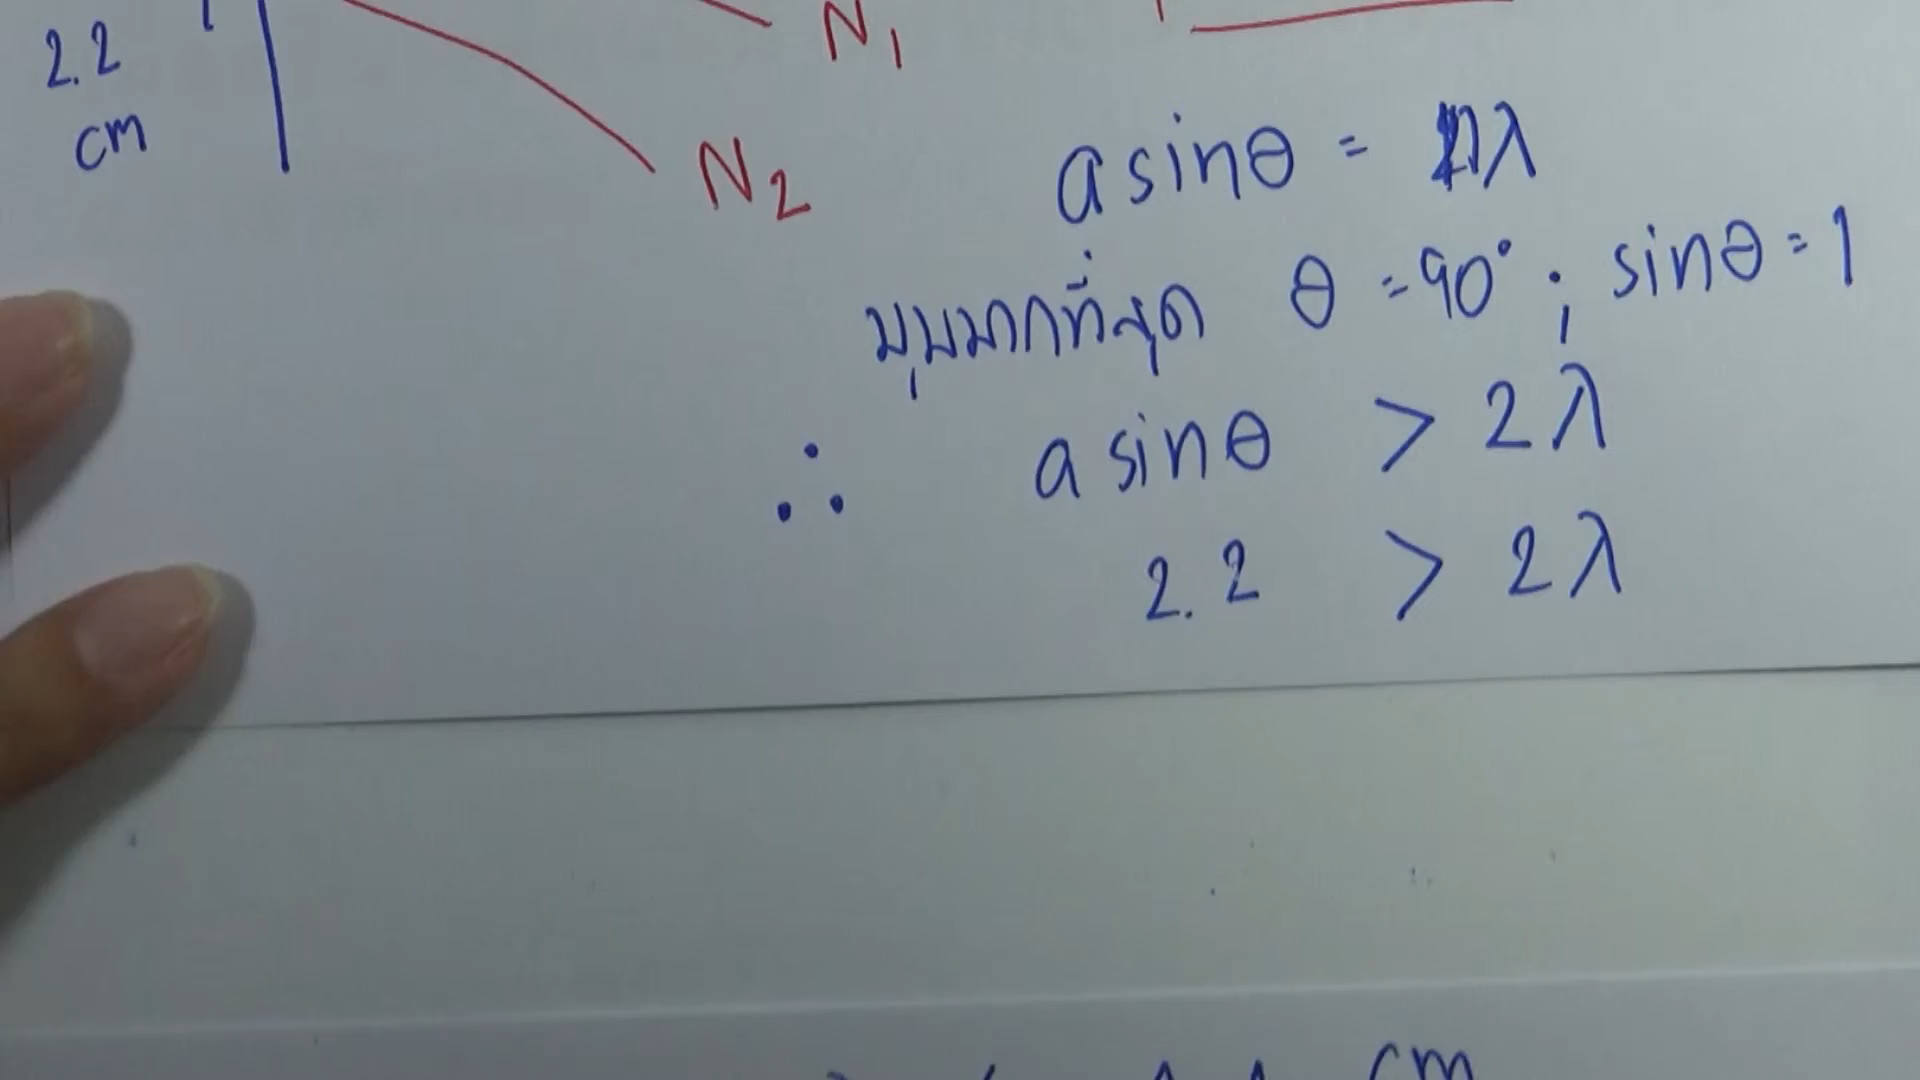 2.2
cm
N₁
N₂
a sinθ = nλ
มุมมากที่สุด θ = 90° ; sinθ = 1
∴ a sinθ > 2λ
2.2 > 2λ
cm